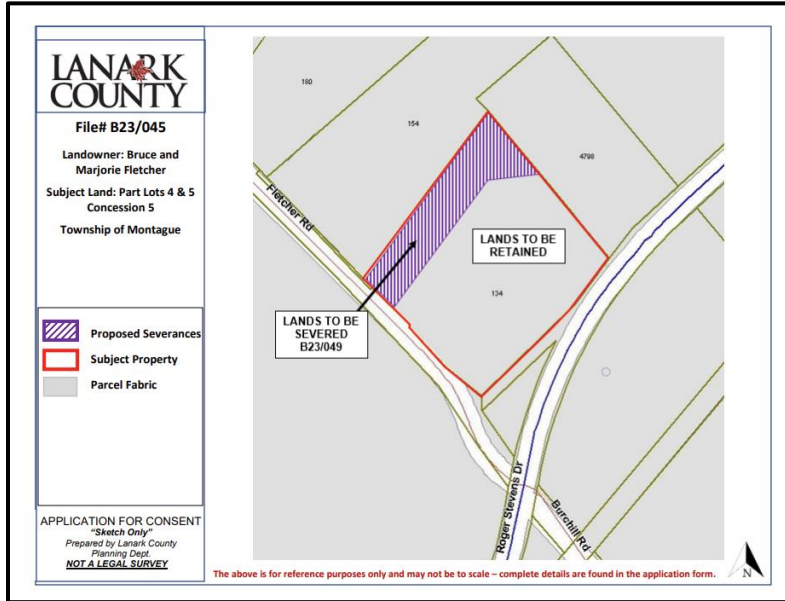 LANARK
COUNTY
File# B23/045
Landowner: Bruce and
Marjorie Fletcher
Subject Land: Part Lots 4 & 5
Concession 5
Township of Montague
Proposed Severances
Subject Property
Parcel Fabric
APPLICATION FOR CONSENT
"Sketch Only"
Prepared by Lanark County
Planning Dept.
NOT A LEGAL SURVEY
160
154
4798
Fletcher Rd
LANDS TO BE
RETAINED
134
LANDS TO BE
SEVERED
B23/049
Roger Stevens Dr
Burchill Rd
The above is for reference purposes only and may not be to scale – complete details are found in the application form.
N